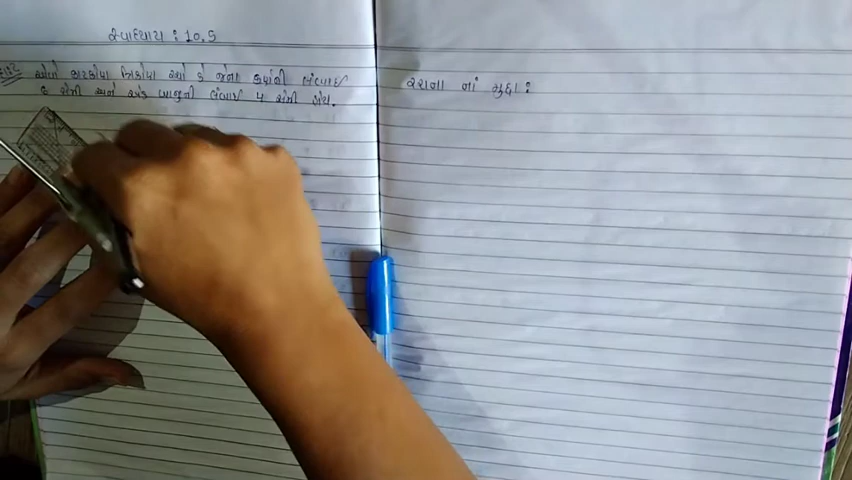 સ્વાધ્યાય : 10.5
એવો કાટકોણ ત્રિકોણ રચો કે જેના કર્ણની લંબાઈ
6 સેમી અને એક બાજુની લંબાઈ 4 સેમી હોય.
રચના નાં મુદ્દા :